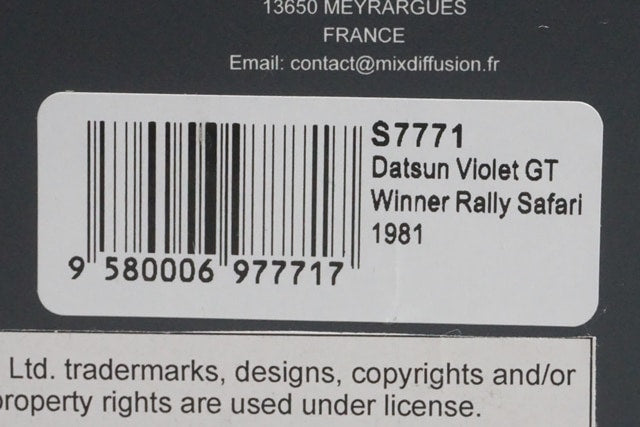 13650 MEYRARGUES
FRANCE
Email: contact@mixdiffusion.fr
S7771
Datsun Violet GT
Winner Rally Safari
1981
9 580006 977717
Ltd. tradermarks, designs, copyrights and/or
property rights are used under license.